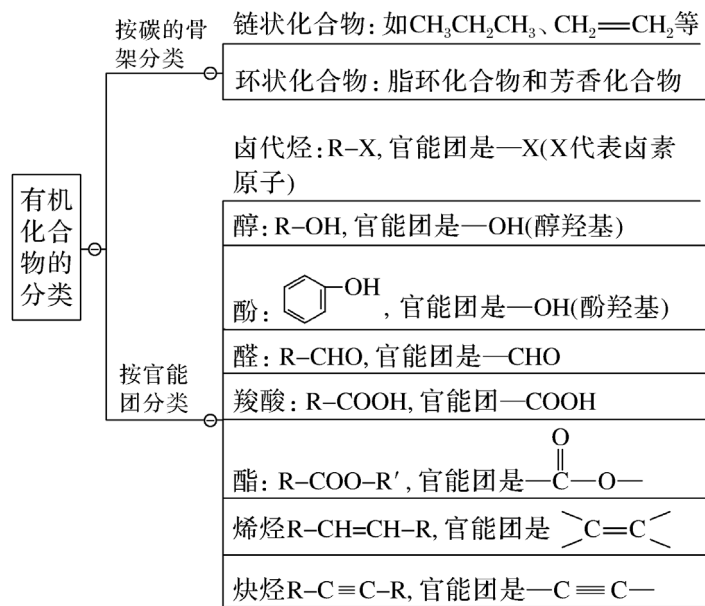 有机
化合
物的
分类
按碳的骨
架分类
链状化合物:如CH₃CH₂CH₃、CH₂═CH₂等
环状化合物:脂环化合物和芳香化合物
按官能
团分类
卤代烃:R-X,官能团是—X(X代表卤素
原子)
醇:R-OH,官能团是—OH(醇羟基)
酚: —OH,官能团是—OH(酚羟基)
醛:R-CHO,官能团是—CHO
羧酸:R-COOH,官能团—COOH
O
酯:R-COO-R′,官能团是—C—O—
烯烃R-CH=CH-R,官能团是 C=C
炔烃R-C≡C-R,官能团是—C≡C—